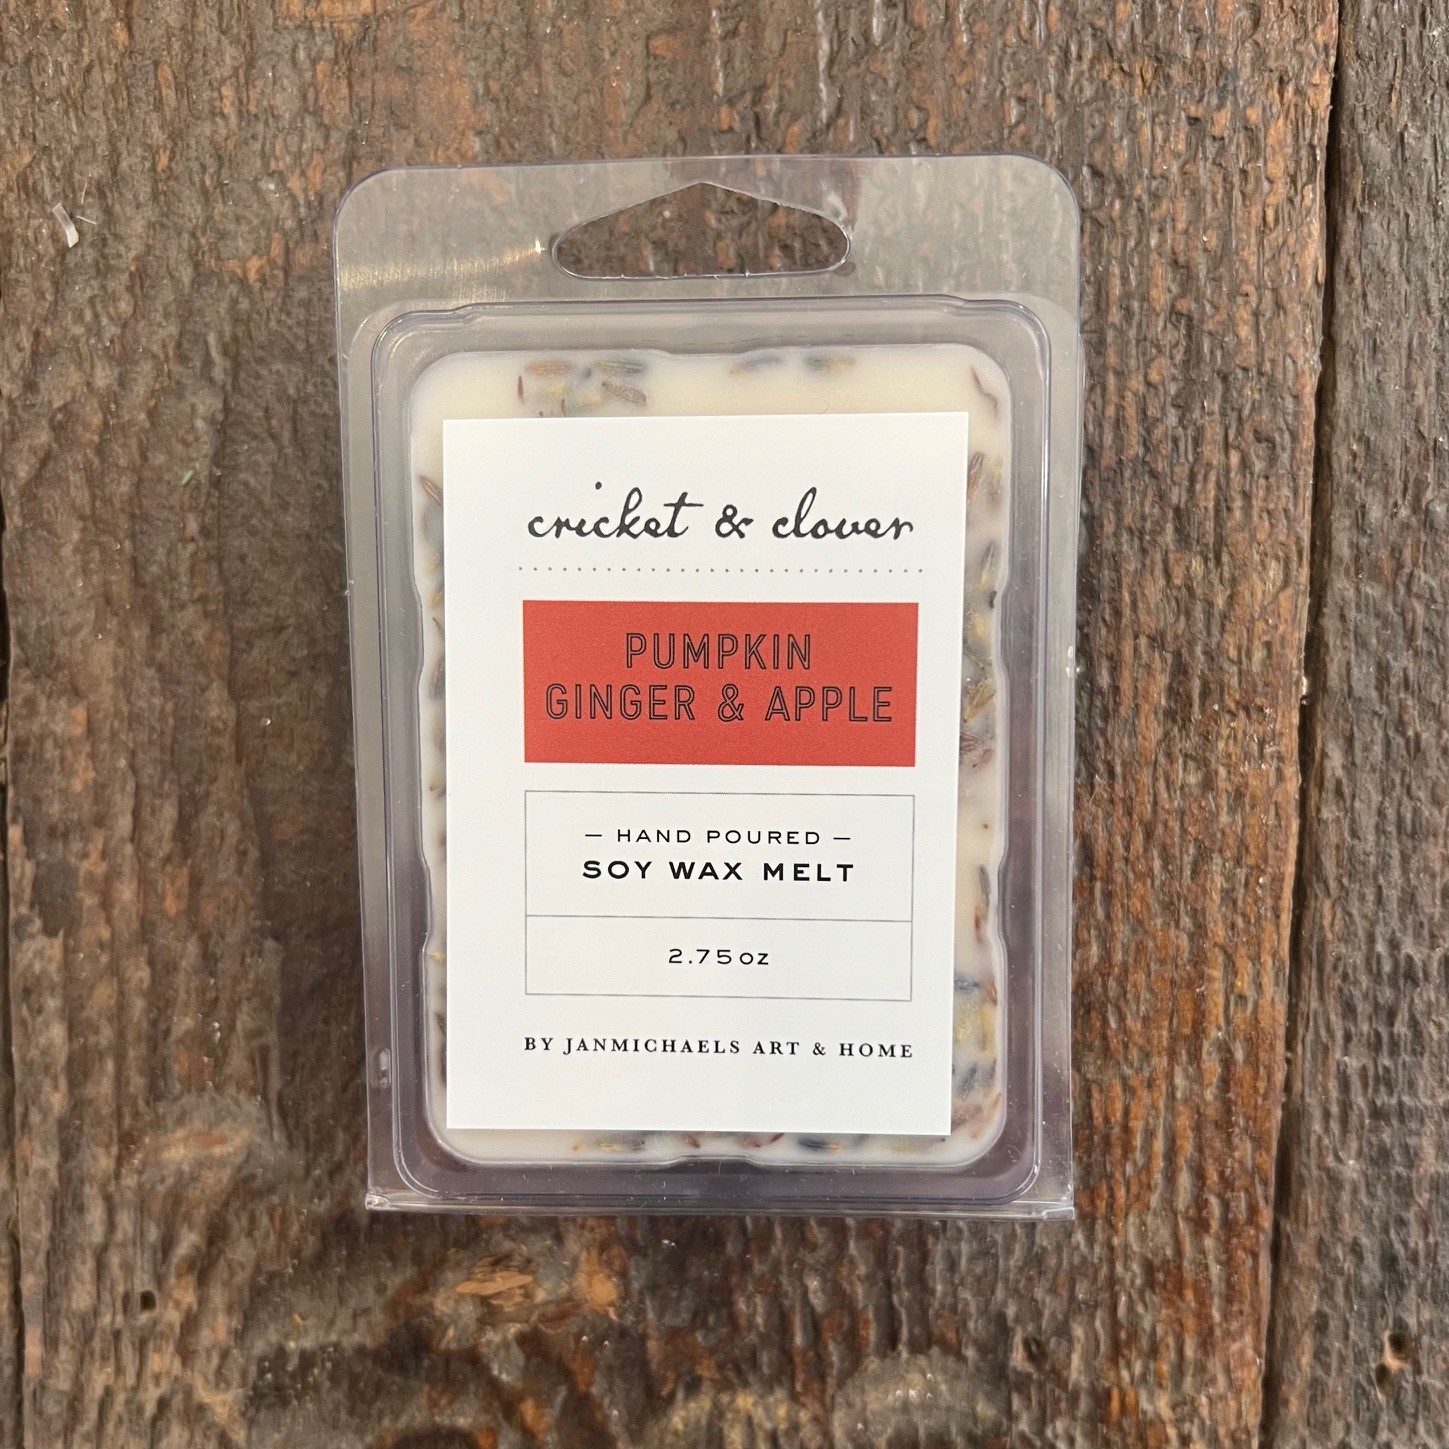 cricket & clover
PUMPKIN
GINGER & APPLE
— HAND POURED —
SOY WAX MELT
2.75oz
BY JANMICHAELS ART & HOME